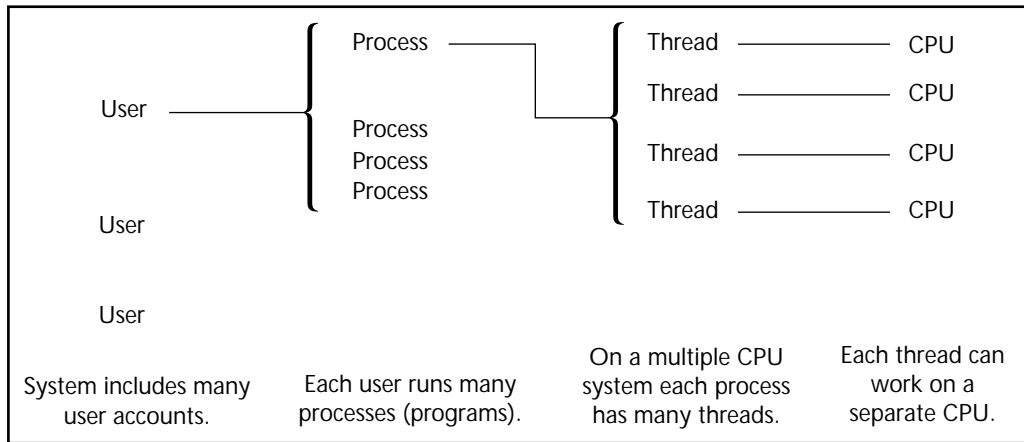 Process Thread CPU
Thread CPU
User
Process
Process Thread CPU
Process
Thread CPU
User
User
System includes many
user accounts.
Each user runs many
processes (programs).
On a multiple CPU
system each process
has many threads.
Each thread can
work on a
separate CPU.